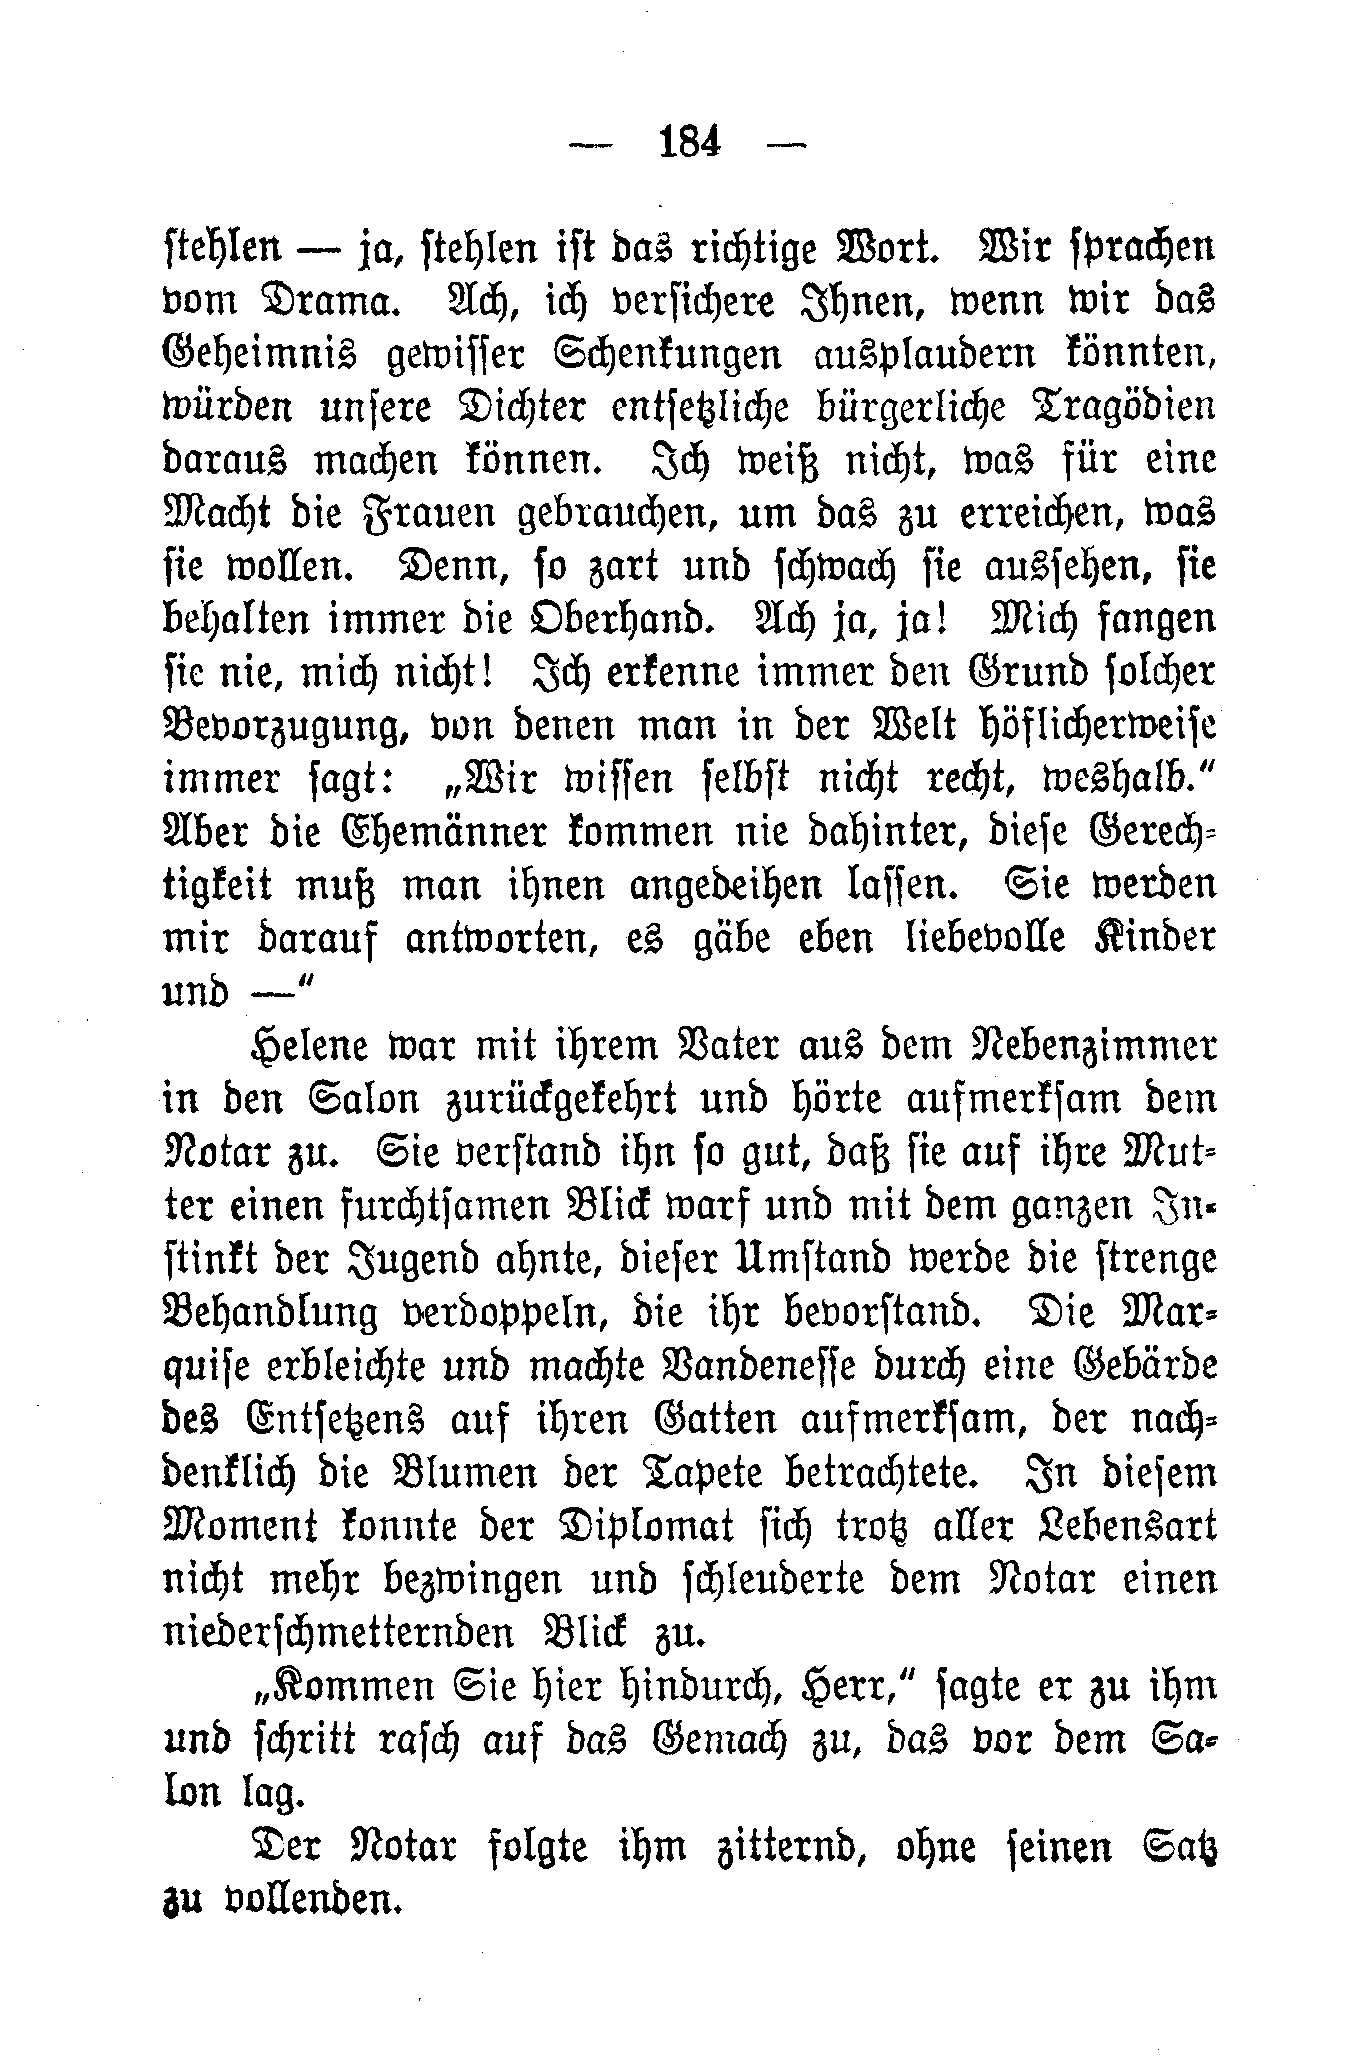 — 184 —
stehlen — ja, stehlen ist das richtige Wort. Wir sprachen
vom Drama. Ach, ich versichere Ihnen, wenn wir das
Geheimnis gewisser Schenkungen ausplaudern könnten,
würden unsere Dichter entsetzliche bürgerliche Tragödien
daraus machen können. Ich weiß nicht, was für eine
Macht die Frauen gebrauchen, um das zu erreichen, was
sie wollen. Denn, so zart und schwach sie aussehen, sie
behalten immer die Oberhand. Ach ja, ja! Mich fangen
sie nie, mich nicht! Ich erkenne immer den Grund solcher
Bevorzugung, von denen man in der Welt höflicherweise
immer sagt: „Wir wissen selbst nicht recht, weshalb.“
Aber die Ehemänner kommen nie dahinter, diese Gerech-
tigkeit muß man ihnen angedeihen lassen. Sie werden
mir darauf antworten, es gäbe eben liebevolle Kinder
und —“
Helene war mit ihrem Vater aus dem Nebenzimmer
in den Salon zurückgekehrt und hörte aufmerksam dem
Notar zu. Sie verstand ihn so gut, daß sie auf ihre Mut-
ter einen furchtsamen Blick warf und mit dem ganzen In-
stinkt der Jugend ahnte, dieser Umstand werde die strenge
Behandlung verdoppeln, die ihr bevorstand. Die Mar-
quise erbleichte und machte Vandenesse durch eine Gebärde
des Entsetzens auf ihren Gatten aufmerksam, der nach-
denklich die Blumen der Tapete betrachtete. In diesem
Moment konnte der Diplomat sich trotz aller Lebensart
nicht mehr bezwingen und schleuderte dem Notar einen
niederschmetternden Blick zu.
„Kommen Sie hier hindurch, Herr,“ sagte er zu ihm
und schritt rasch auf das Gemach zu, das vor dem Sa-
lon lag.
Der Notar folgte ihm zitternd, ohne seinen Satz
zu vollenden.